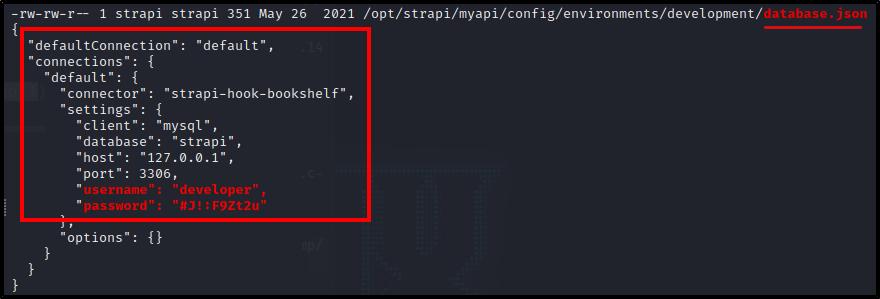 -rw-rw-r-- 1 strapi strapi 351 May 26  2021 /opt/strapi/myapi/config/environments/development/database.json
{
  "defaultConnection": "default",
  "connections": {
    "default": {
      "connector": "strapi-hook-bookshelf",
      "settings": {
        "client": "mysql",
        "database": "strapi",
        "host": "127.0.0.1",
        "port": 3306,
        "username": "developer",
        "password": "#J!:F9Zt2u"
      },
      "options": {}
    }
  }
}